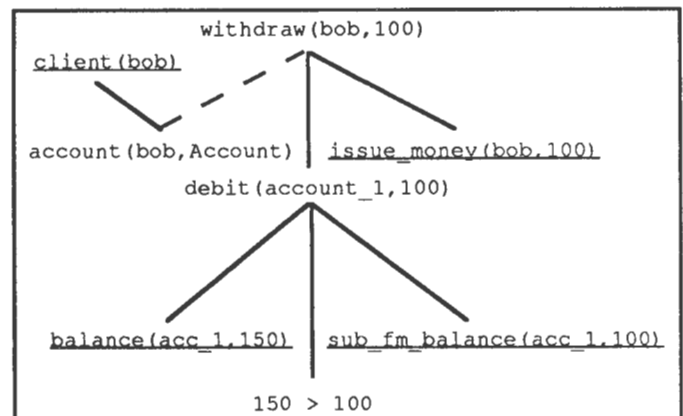 withdraw(bob,100)
client(bob)
account(bob,Account) issue_money(bob,100)
debit(account_1,100)
balance(acc_1,150) sub_fm_balance(acc_1,100)
150 > 100